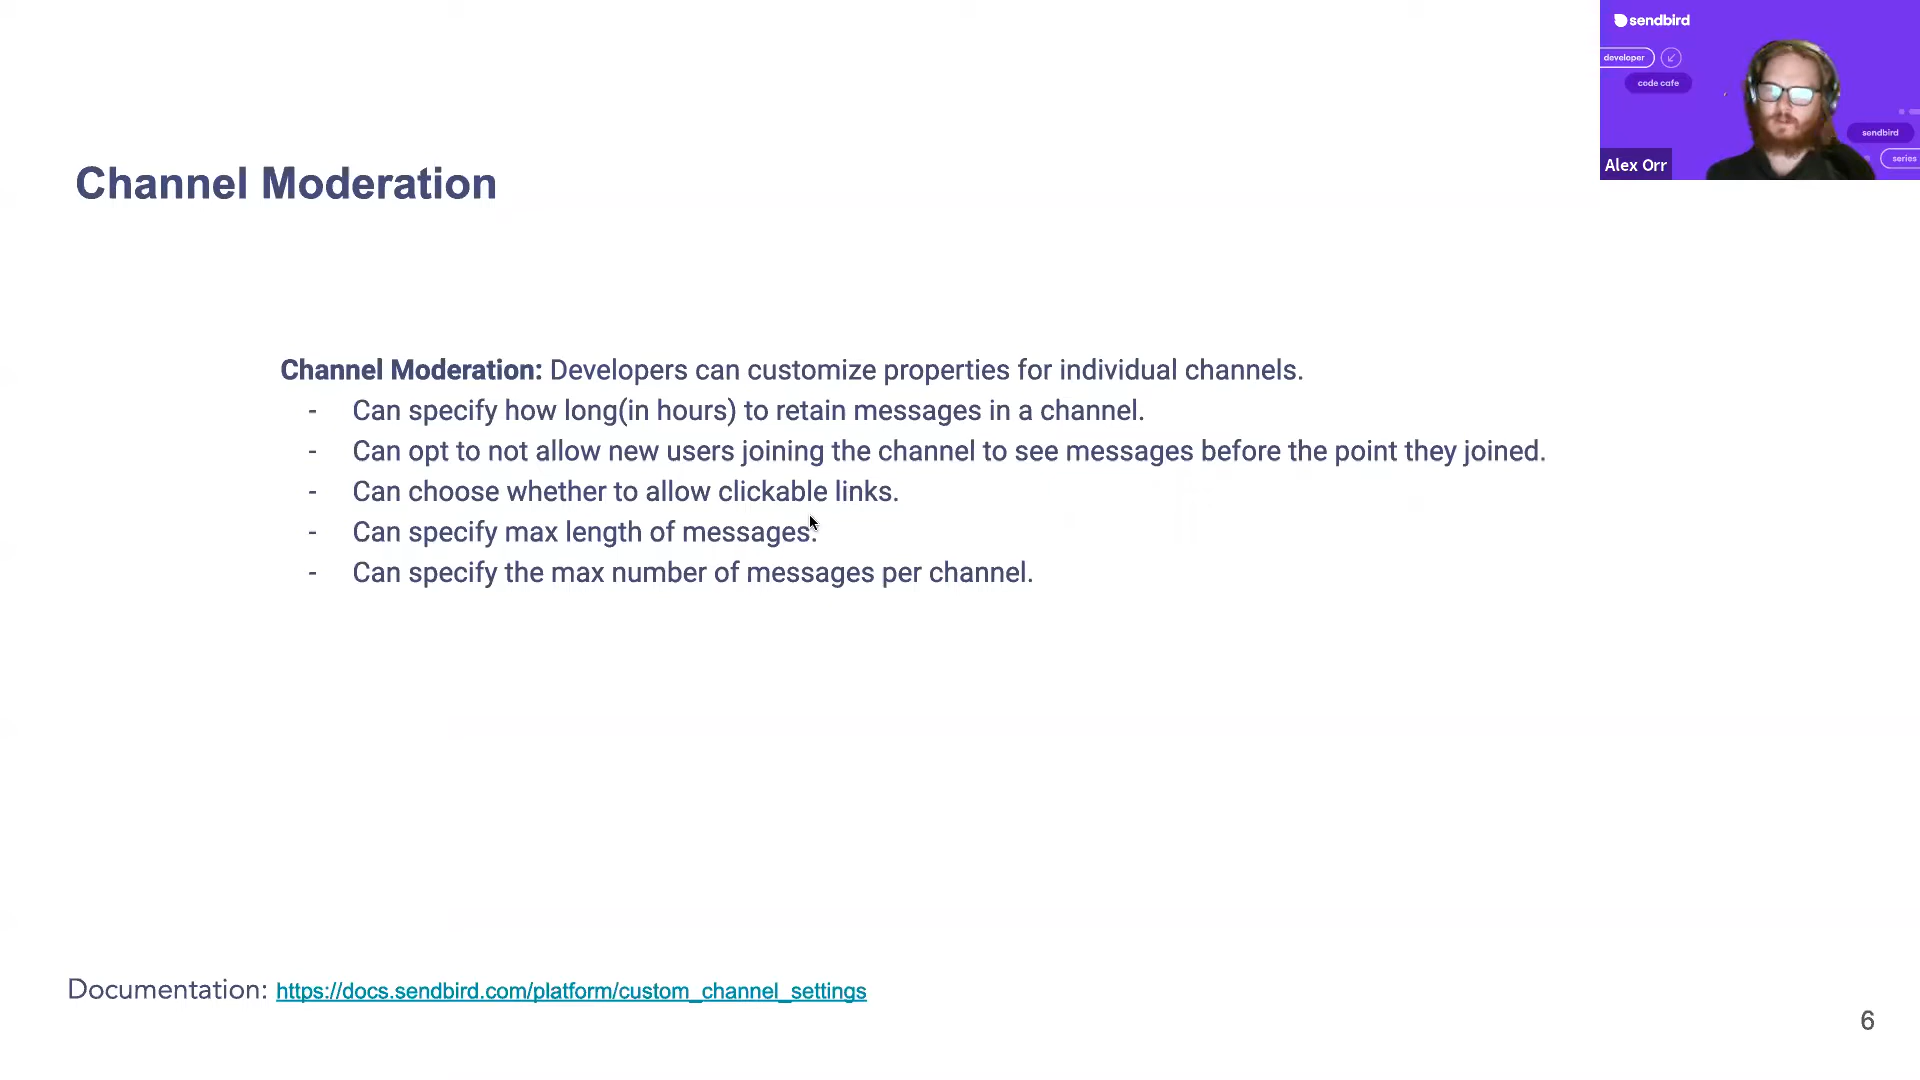 sendbird
developer
code cafe
sendbird
series
Alex Orr
Channel Moderation
Channel Moderation: Developers can customize properties for individual channels.
- Can specify how long(in hours) to retain messages in a channel.
- Can opt to not allow new users joining the channel to see messages before the point they joined.
- Can choose whether to allow clickable links.
- Can specify max length of messages.
- Can specify the max number of messages per channel.
Documentation: https://docs.sendbird.com/platform/custom_channel_settings
6